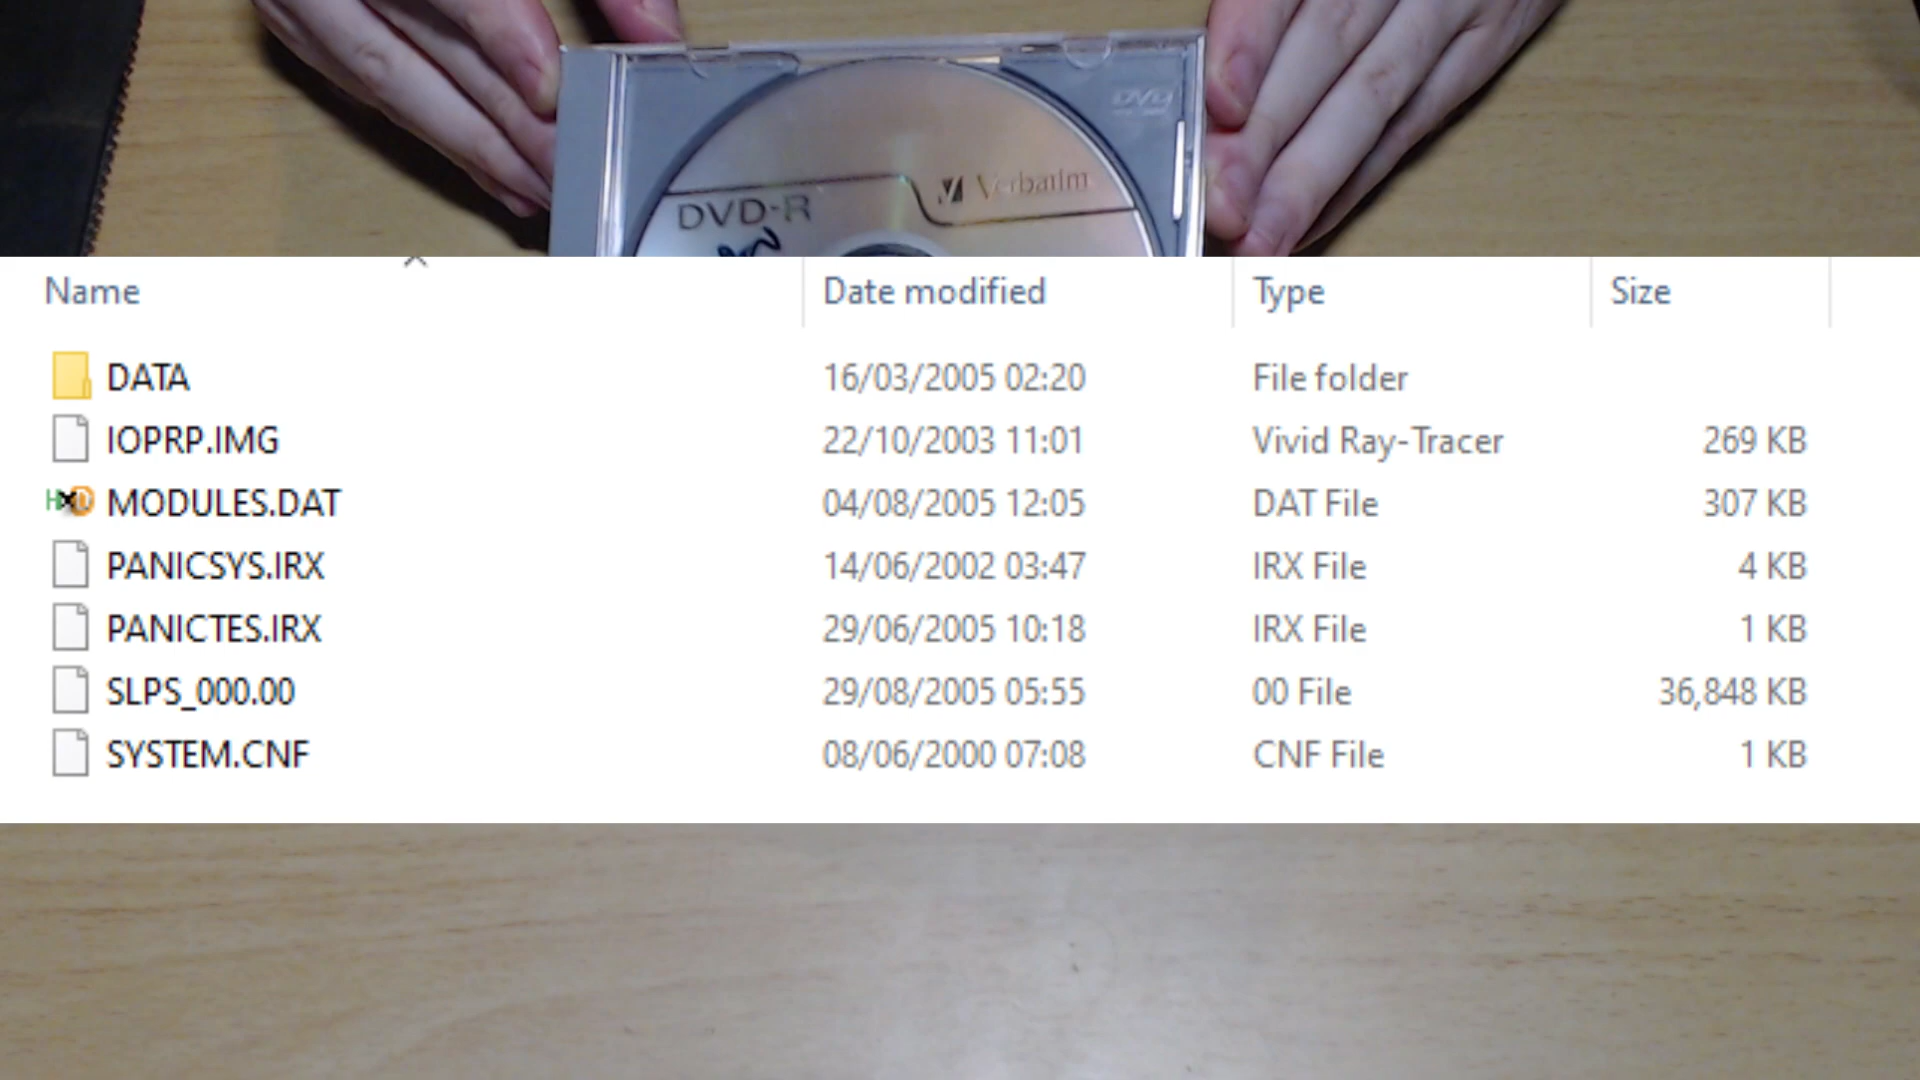 DVD
Verbatim
DVD-R
Name Date modified Type Size
DATA 16/03/2005 02:20 File folder
IOPRP.IMG 22/10/2003 11:01 Vivid Ray-Tracer 269 KB
MODULES.DAT 04/08/2005 12:05 DAT File 307 KB
PANICSYS.IRX 14/06/2002 03:47 IRX File 4 KB
PANICTES.IRX 29/06/2005 10:18 IRX File 1 KB
SLPS_000.00 29/08/2005 05:55 00 File 36,848 KB
SYSTEM.CNF 08/06/2000 07:08 CNF File 1 KB